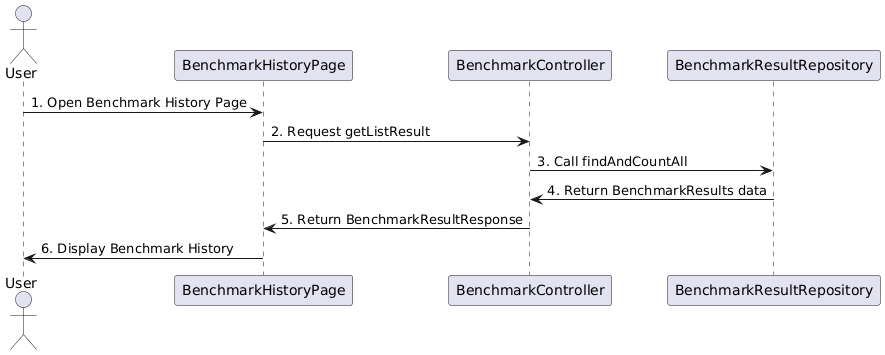 User
BenchmarkHistoryPage
BenchmarkController
BenchmarkResultRepository
1. Open Benchmark History Page
2. Request getListResult
3. Call findAndCountAll
4. Return BenchmarkResults data
5. Return BenchmarkResultResponse
6. Display Benchmark History
User
BenchmarkHistoryPage
BenchmarkController
BenchmarkResultRepository